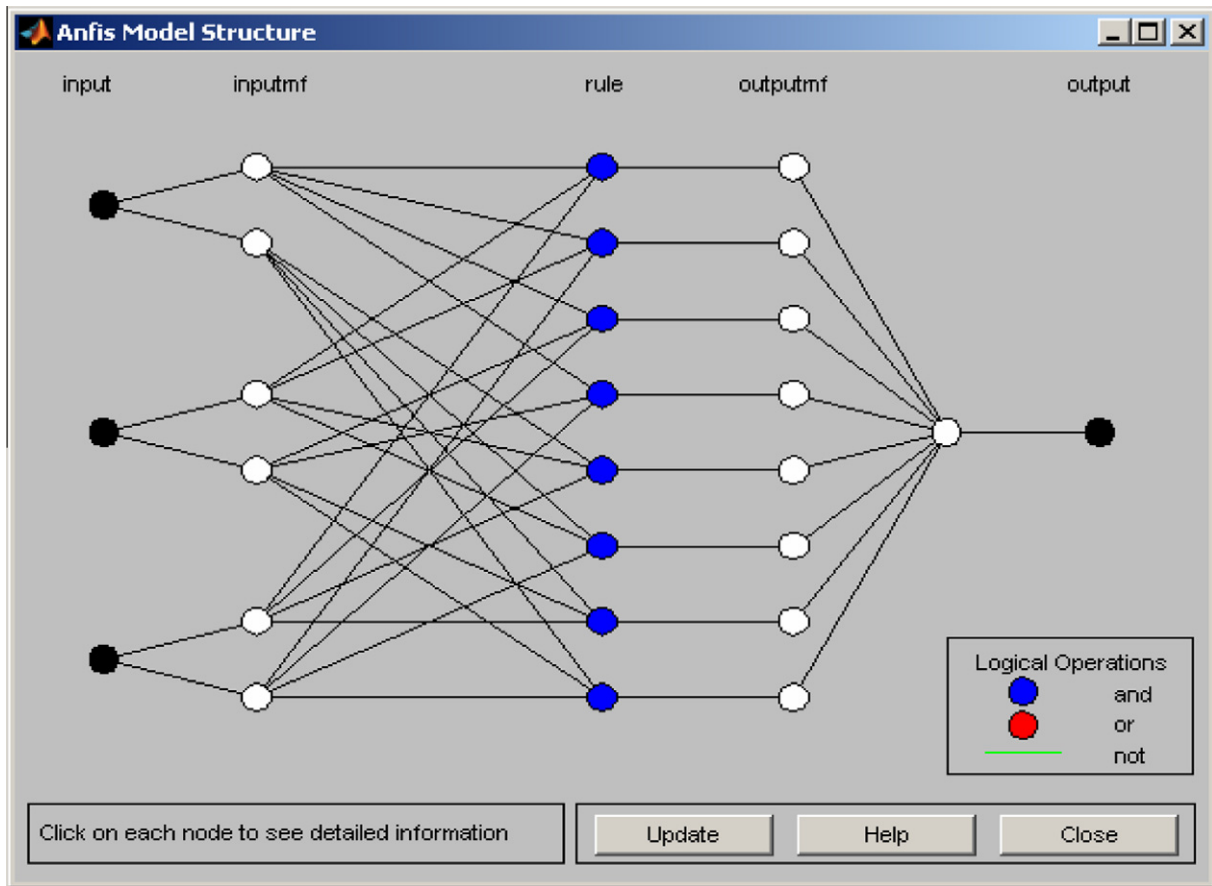 Anfis Model Structure
input inputmf rule outputmf output
Logical Operations
and
or
not
Click on each node to see detailed information
Update Help Close